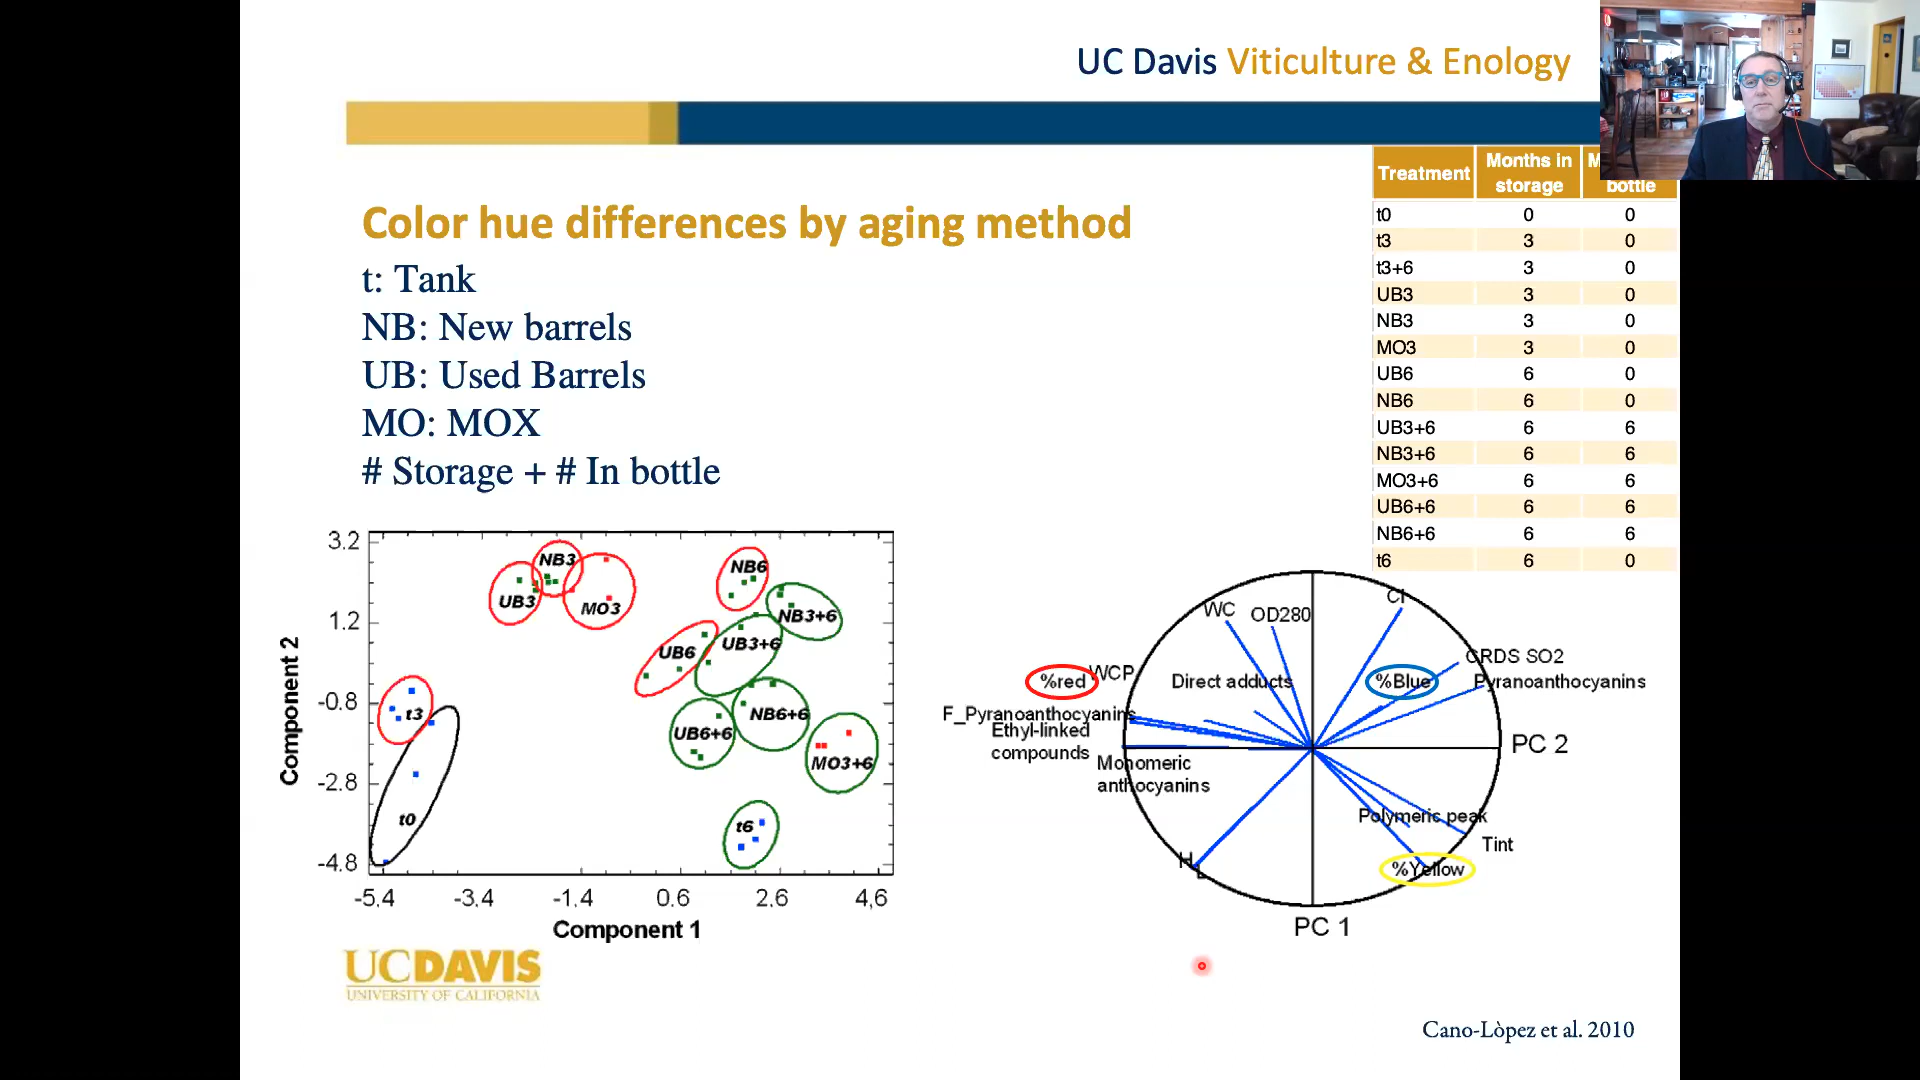 UC Davis Viticulture & Enology
Color hue differences by aging method
t: Tank
NB: New barrels
UB: Used Barrels
MO: MOX
# Storage + # In bottle
Treatment Months in storage bottle
t0 0 0
t3 3 0
t3+6 3 0
UB3 3 0
NB3 3 0
MO3 3 0
UB6 6 0
NB6 6 0
UB3+6 6 6
NB3+6 6 6
MO3+6 6 6
UB6+6 6 6
NB6+6 6 6
t6 6 0
3.2
1.2
-0.8
-2.8
-4.8
Component 2
NB3
UB3
MO3
NB6
NB3+6
UB3+6
UB6
t3
NB6+6
UB6+6
MO3+6
t0
t6
-5,4 -3,4 -1,4 0,6 2,6 4,6
Component 1
WC OD280 CI
CRDS SO2
%red WCP Direct adducts %Blue Pyranoanthocyanins
F_Pyranoanthocyanins
Ethyl-linked
compounds
PC 2
Monomeric
anthocyanins
Polymeric peak
Tint
H
L
%Yellow
PC 1
UCDAVIS
UNIVERSITY OF CALIFORNIA
Cano-Lòpez et al. 2010